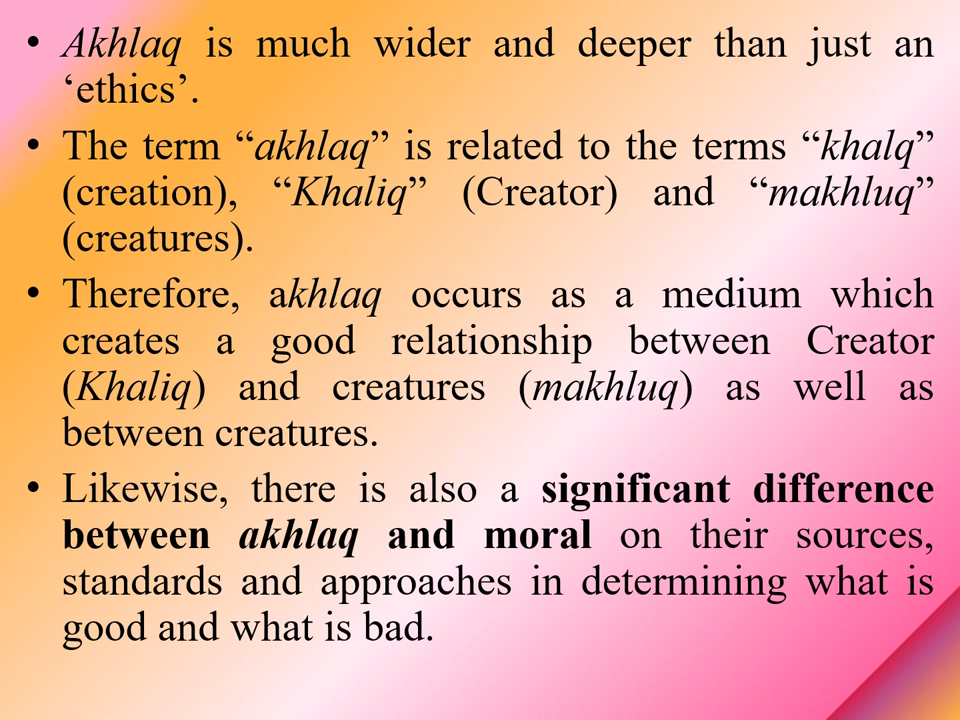 • Akhlaq is much wider and deeper than just an
‘ethics’.
• The term “akhlaq” is related to the terms “khalq”
(creation), “Khaliq” (Creator) and “makhluq”
(creatures).
• Therefore, akhlaq occurs as a medium which
creates a good relationship between Creator
(Khaliq) and creatures (makhluq) as well as
between creatures.
• Likewise, there is also a significant difference
between akhlaq and moral on their sources,
standards and approaches in determining what is
good and what is bad.